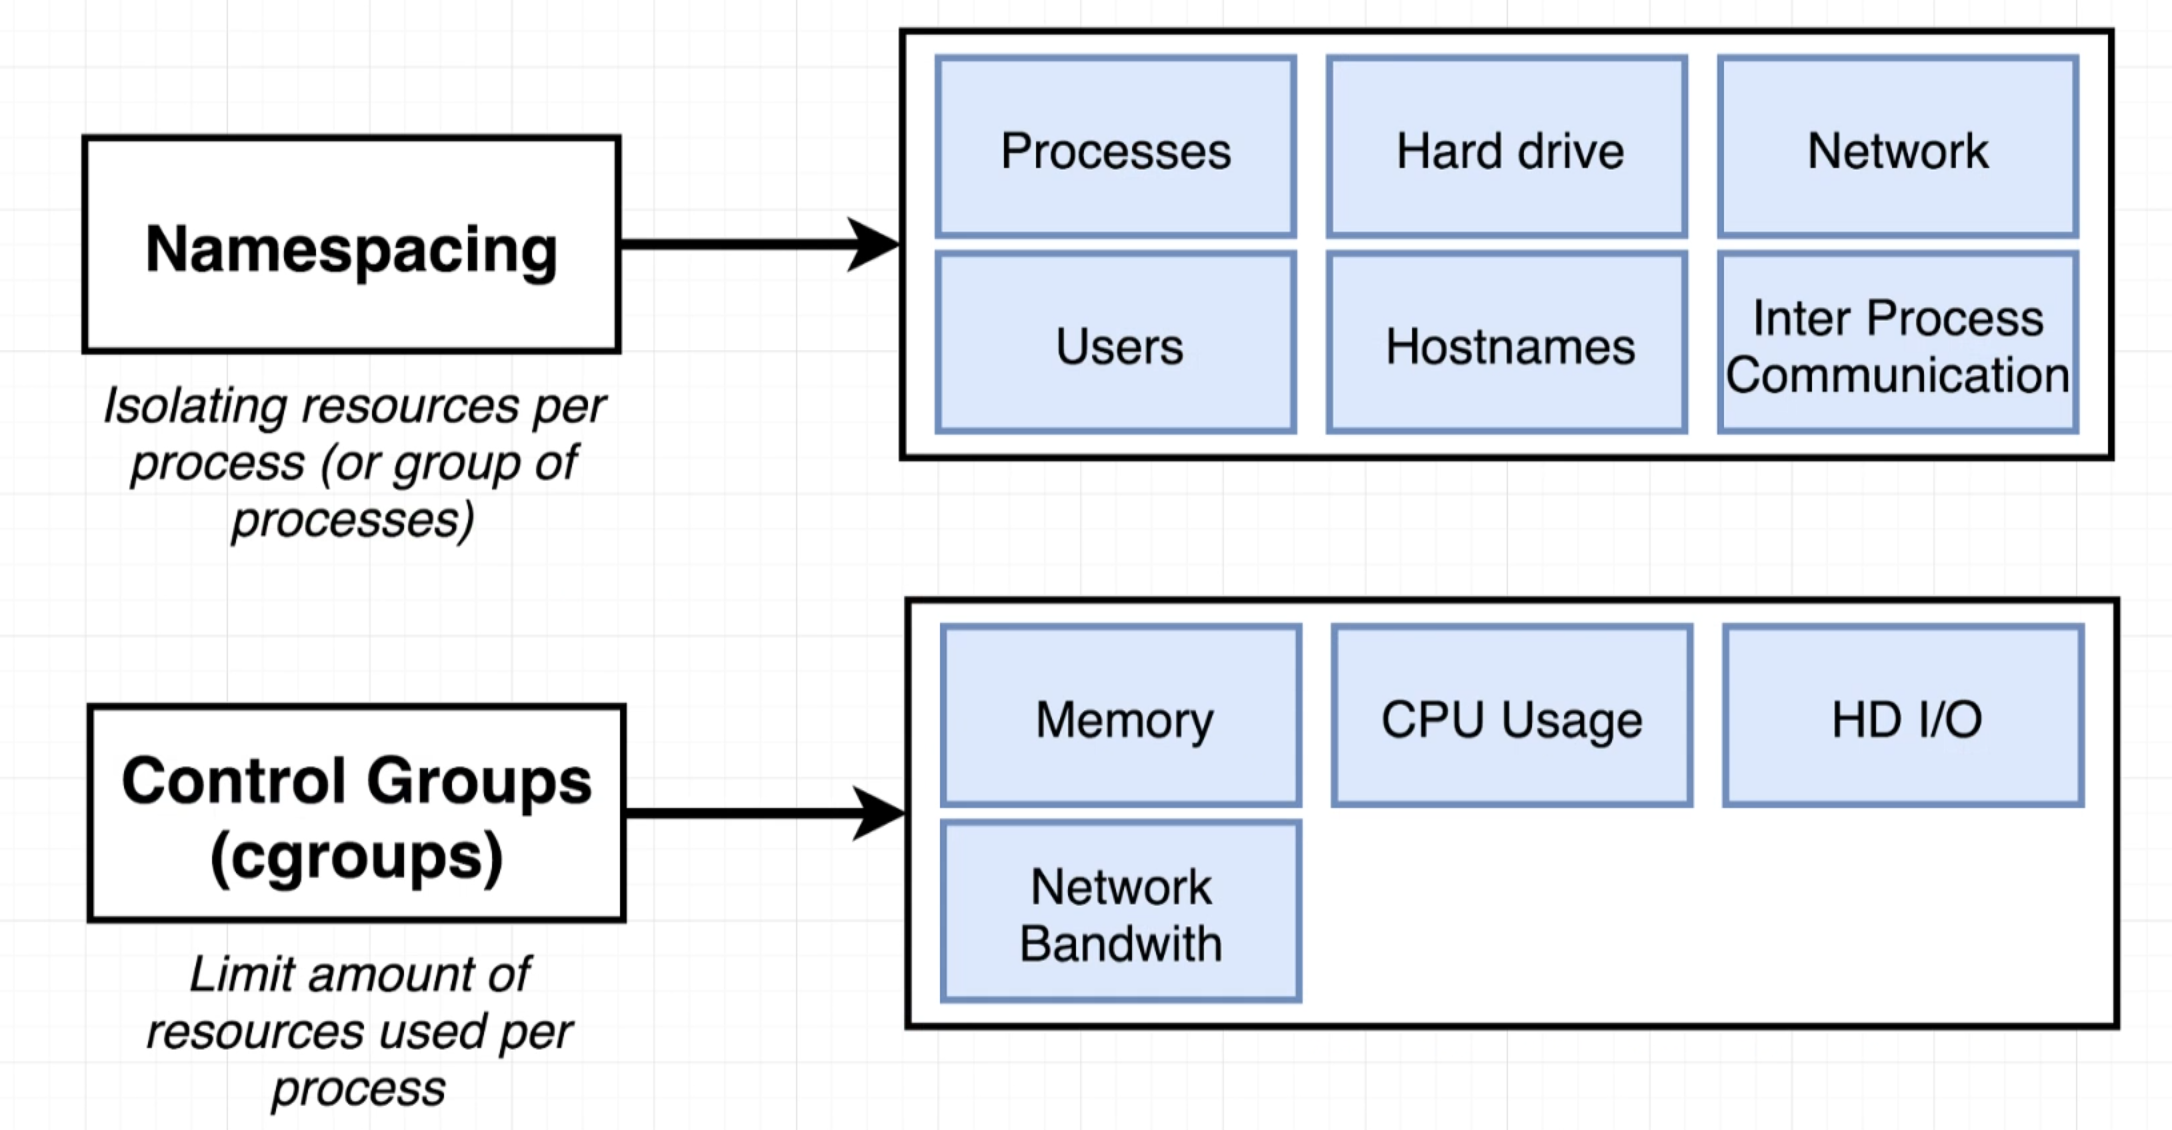 Namespacing
Isolating resources per
process (or group of
processes)
Processes
Hard drive
Network
Users
Hostnames
Inter Process
Communication
Control Groups
(cgroups)
Limit amount of
resources used per
process
Memory
CPU Usage
HD I/O
Network
Bandwith